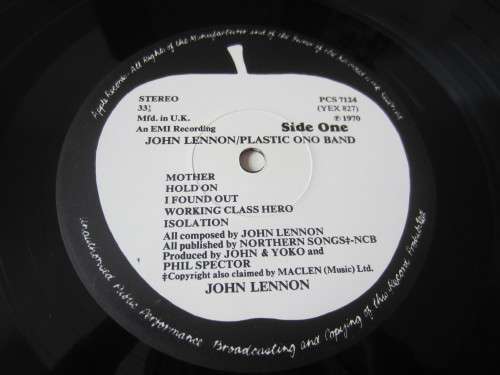 Apple Records · All Rights of the Manufacturer and of the Owner of the Recorded Work Reserved
STEREO
PCS 7124
33⅓
(YEX 827)
Mfd. in U.K.
℗ 1970
An EMI Recording
Side One
JOHN LENNON/PLASTIC ONO BAND
MOTHER
HOLD ON
I FOUND OUT
WORKING CLASS HERO
ISOLATION
All composed by JOHN LENNON
All published by NORTHERN SONGS‡-NCB
Produced by JOHN & YOKO and
PHIL SPECTOR
‡Copyright also claimed by MACLEN (Music) Ltd.
JOHN LENNON
Unauthorised Public Performance Broadcasting and Copying of this Record Prohibited